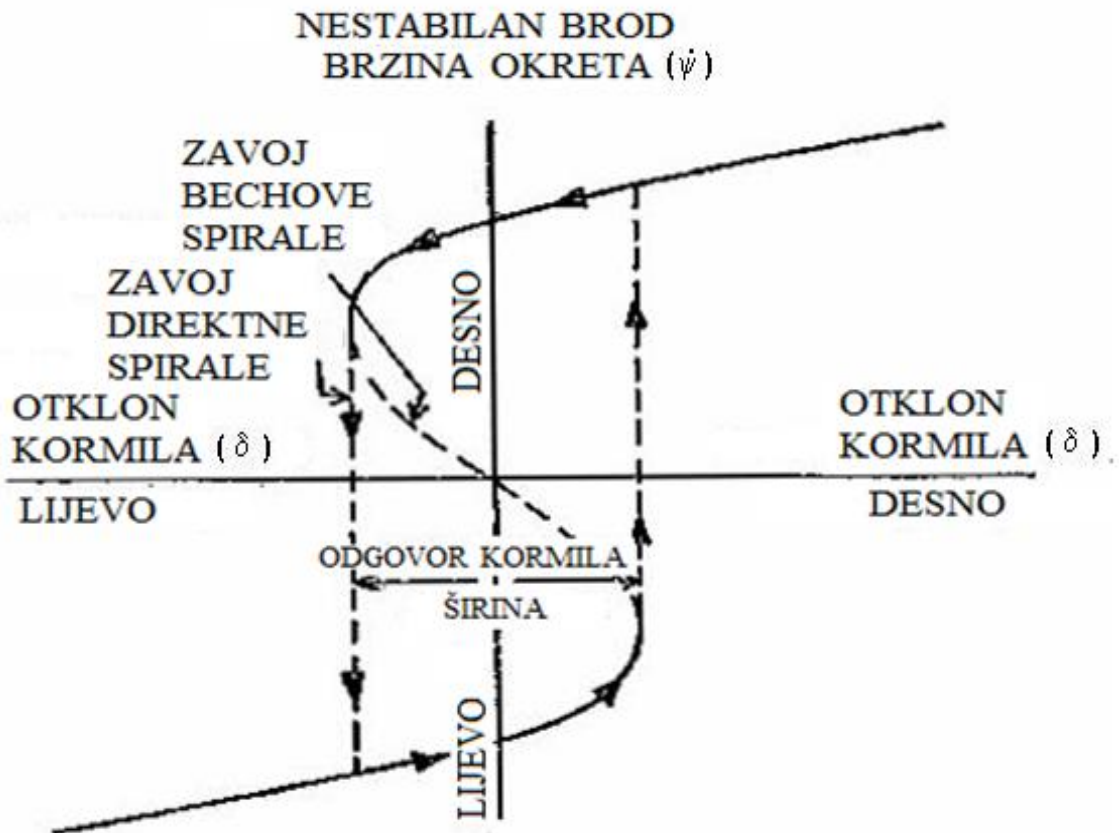 NESTABILAN BROD
BRZINA OKRETA (ψ̇)
ZAVOJ
BECHOVE
SPIRALE
ZAVOJ
DIREKTNE
SPIRALE
DESNO
OTKLON
KORMILA (δ)
LIJEVO
OTKLON
KORMILA (δ)
DESNO
ODGOVOR KORMILA
ŠIRINA
LIJEVO